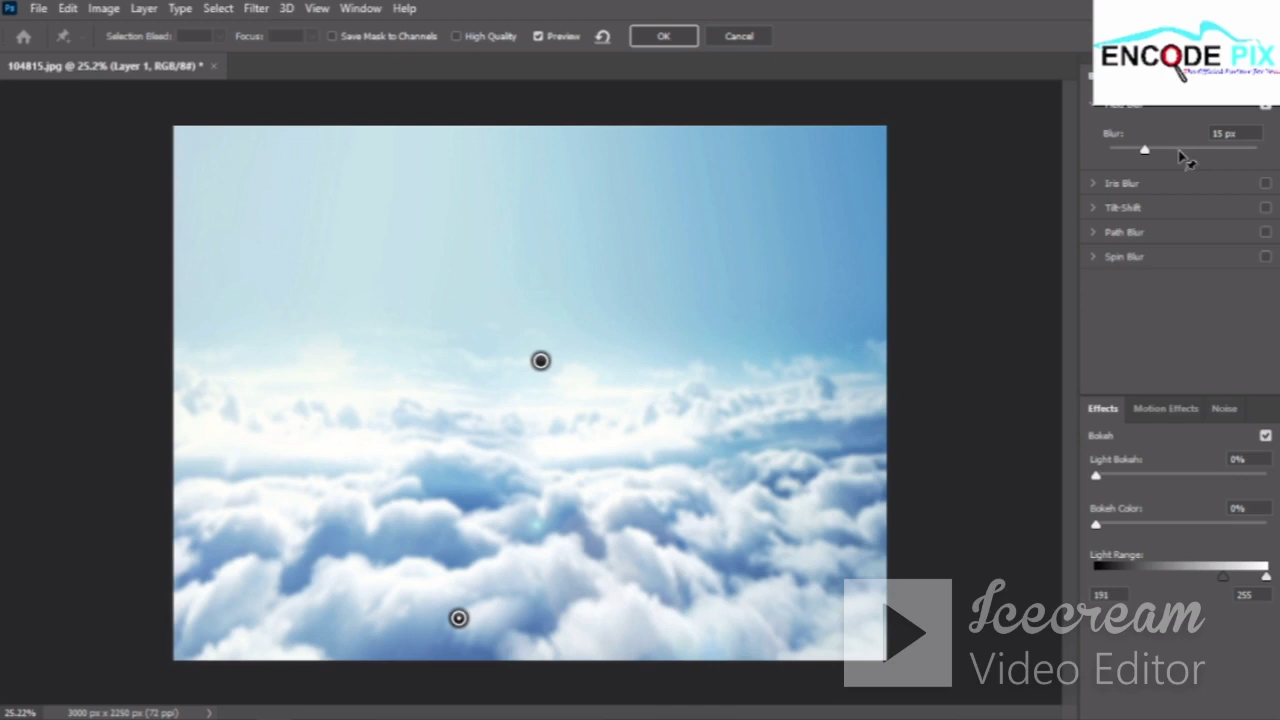 Ps File Edit Image Layer Type Select Filter 3D View Window Help
Selection Bleed: Focus: Save Mask to Channels High Quality Preview OK Cancel
104815.jpg @ 25.2% (Layer 1, RGB/8#) * ×
ENCODE PIX
Blur: 15 px
Iris Blur
Tilt-Shift
Path Blur
Spin Blur
Effects Motion Effects Noise
Bokeh
Light Bokeh: 0%
Bokeh Color: 0%
Light Range:
191 255
Icecream
Video Editor
25.22% 3000 px x 2250 px (72 ppi)